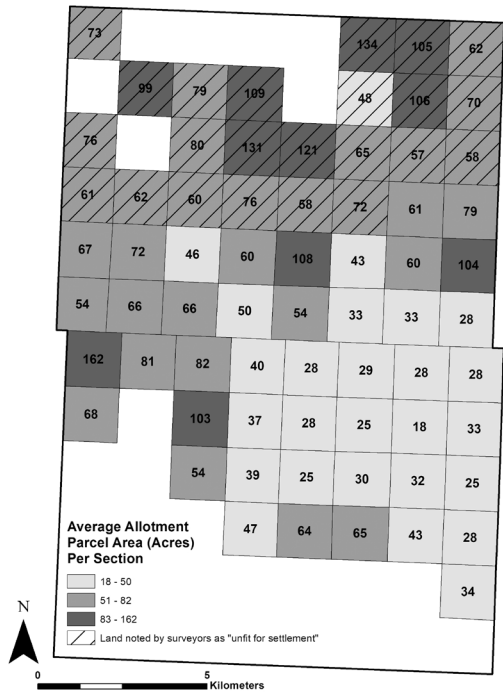 73 134 105 62
99 79 109 48 106 70
76 80 131 121 65 57 58
61 62 60 76 58 72 61 79
67 72 46 60 108 43 60 104
54 66 66 50 54 33 33 28
162 81 82 40 28 29 28 28
68 103 37 28 25 18 33
54 39 25 30 32 25
47 64 65 43 28
34
Average Allotment
Parcel Area (Acres)
Per Section
18 - 50
51 - 82
83 - 162
Land noted by surveyors as "unfit for settlement"
N
0 5
Kilometers